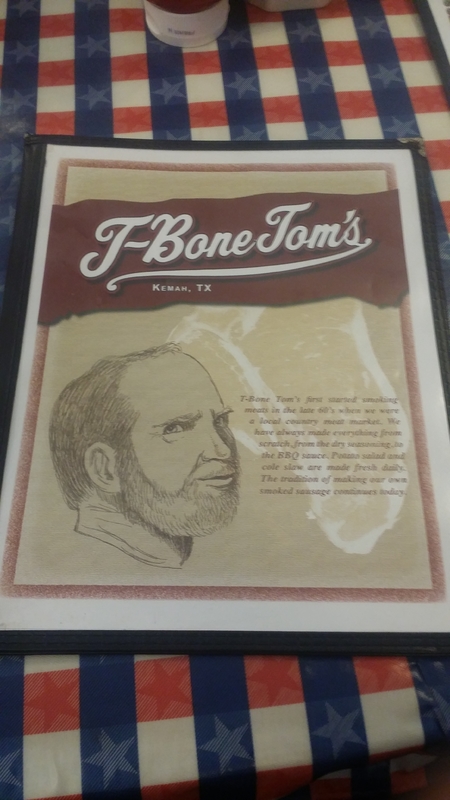 T-Bone Tom's
KEMAH, TX
T-Bone Tom's first started smoking
meats in the late 60's when we were
a local country meat market. We
have always made everything from
scratch, from the dry seasoning, to
the BBQ sauce. Potato salad and
cole slaw are made fresh daily.
The tradition of making our own
smoked sausage continues today.